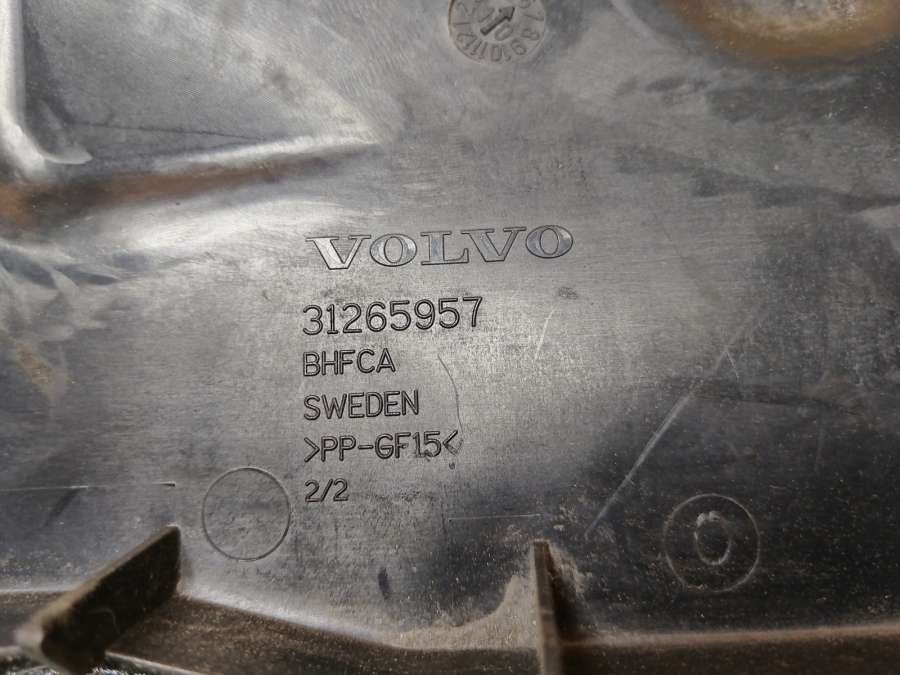 VOLVO
31265957
BHFCA
SWEDEN
>PP-GF15<
2/2